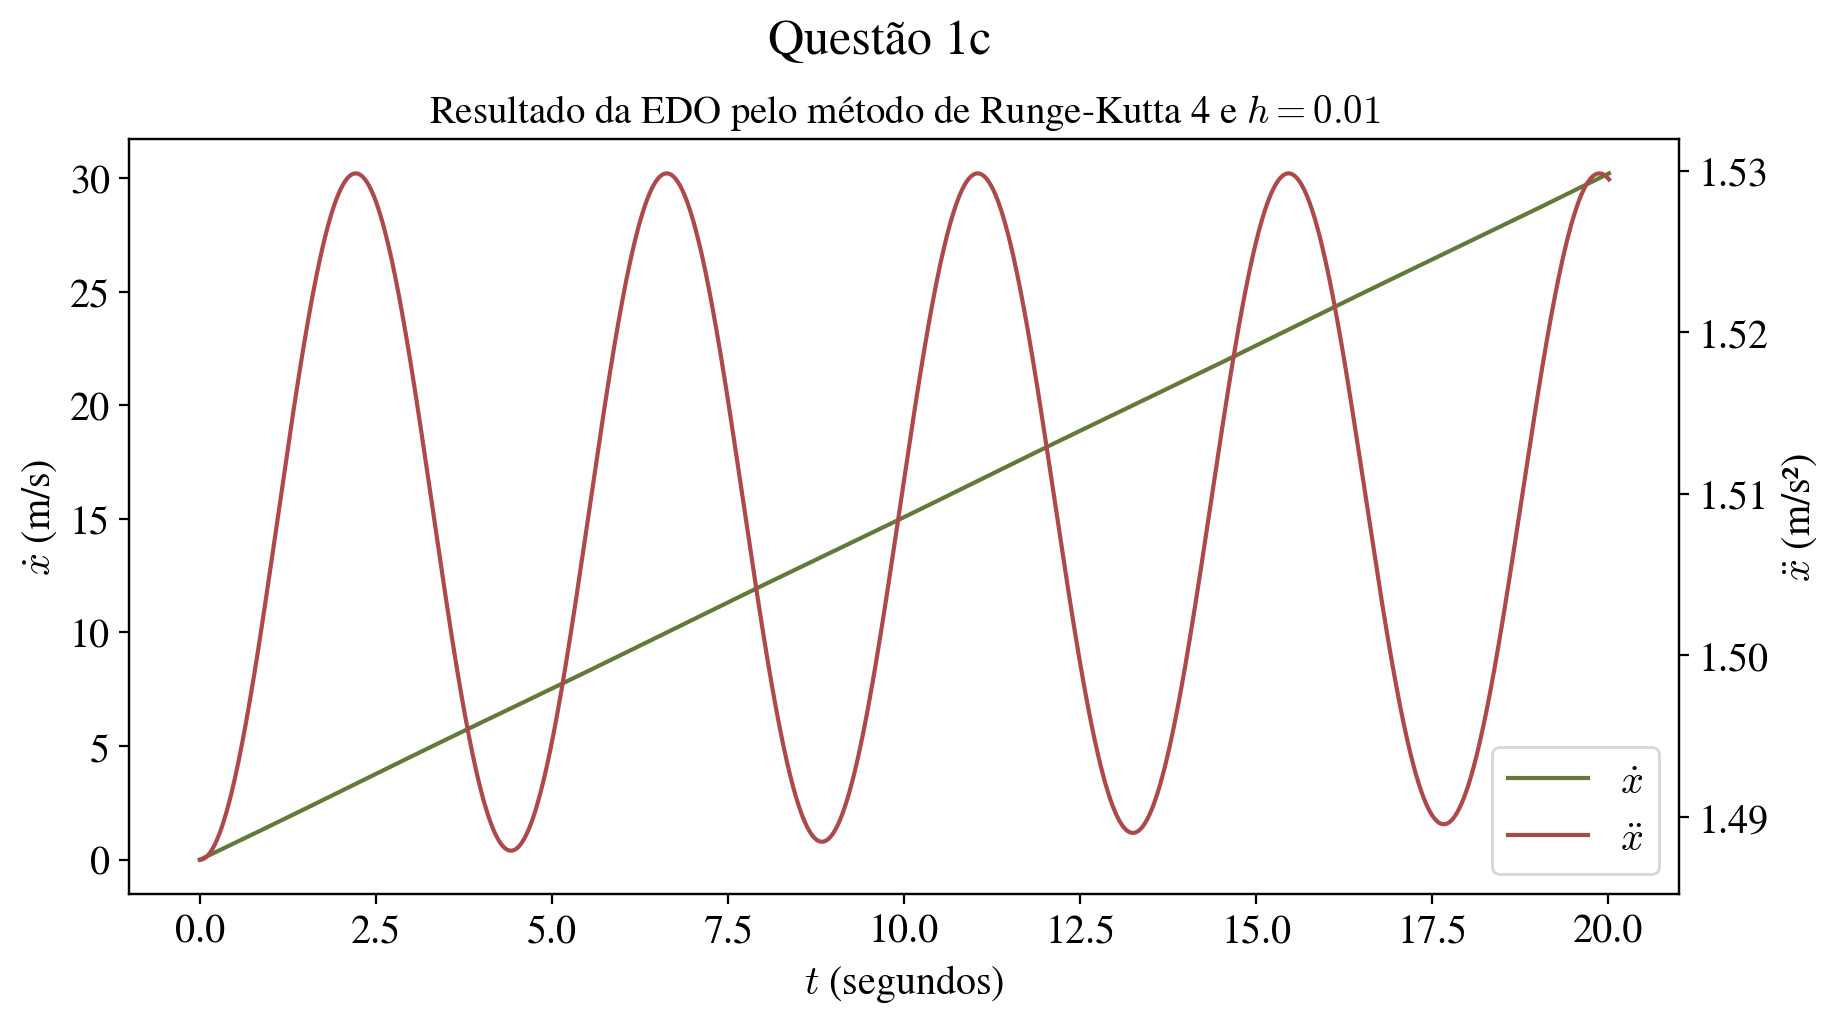 Questão 1c
Resultado da EDO pelo método de Runge-Kutta 4 e h = 0.01
30
25
20
15
10
5
0
ẋ (m/s)
1.53
1.52
1.51
1.50
1.49
ẍ (m/s²)
ẋ
ẍ
0.0 2.5 5.0 7.5 10.0 12.5 15.0 17.5 20.0
t (segundos)